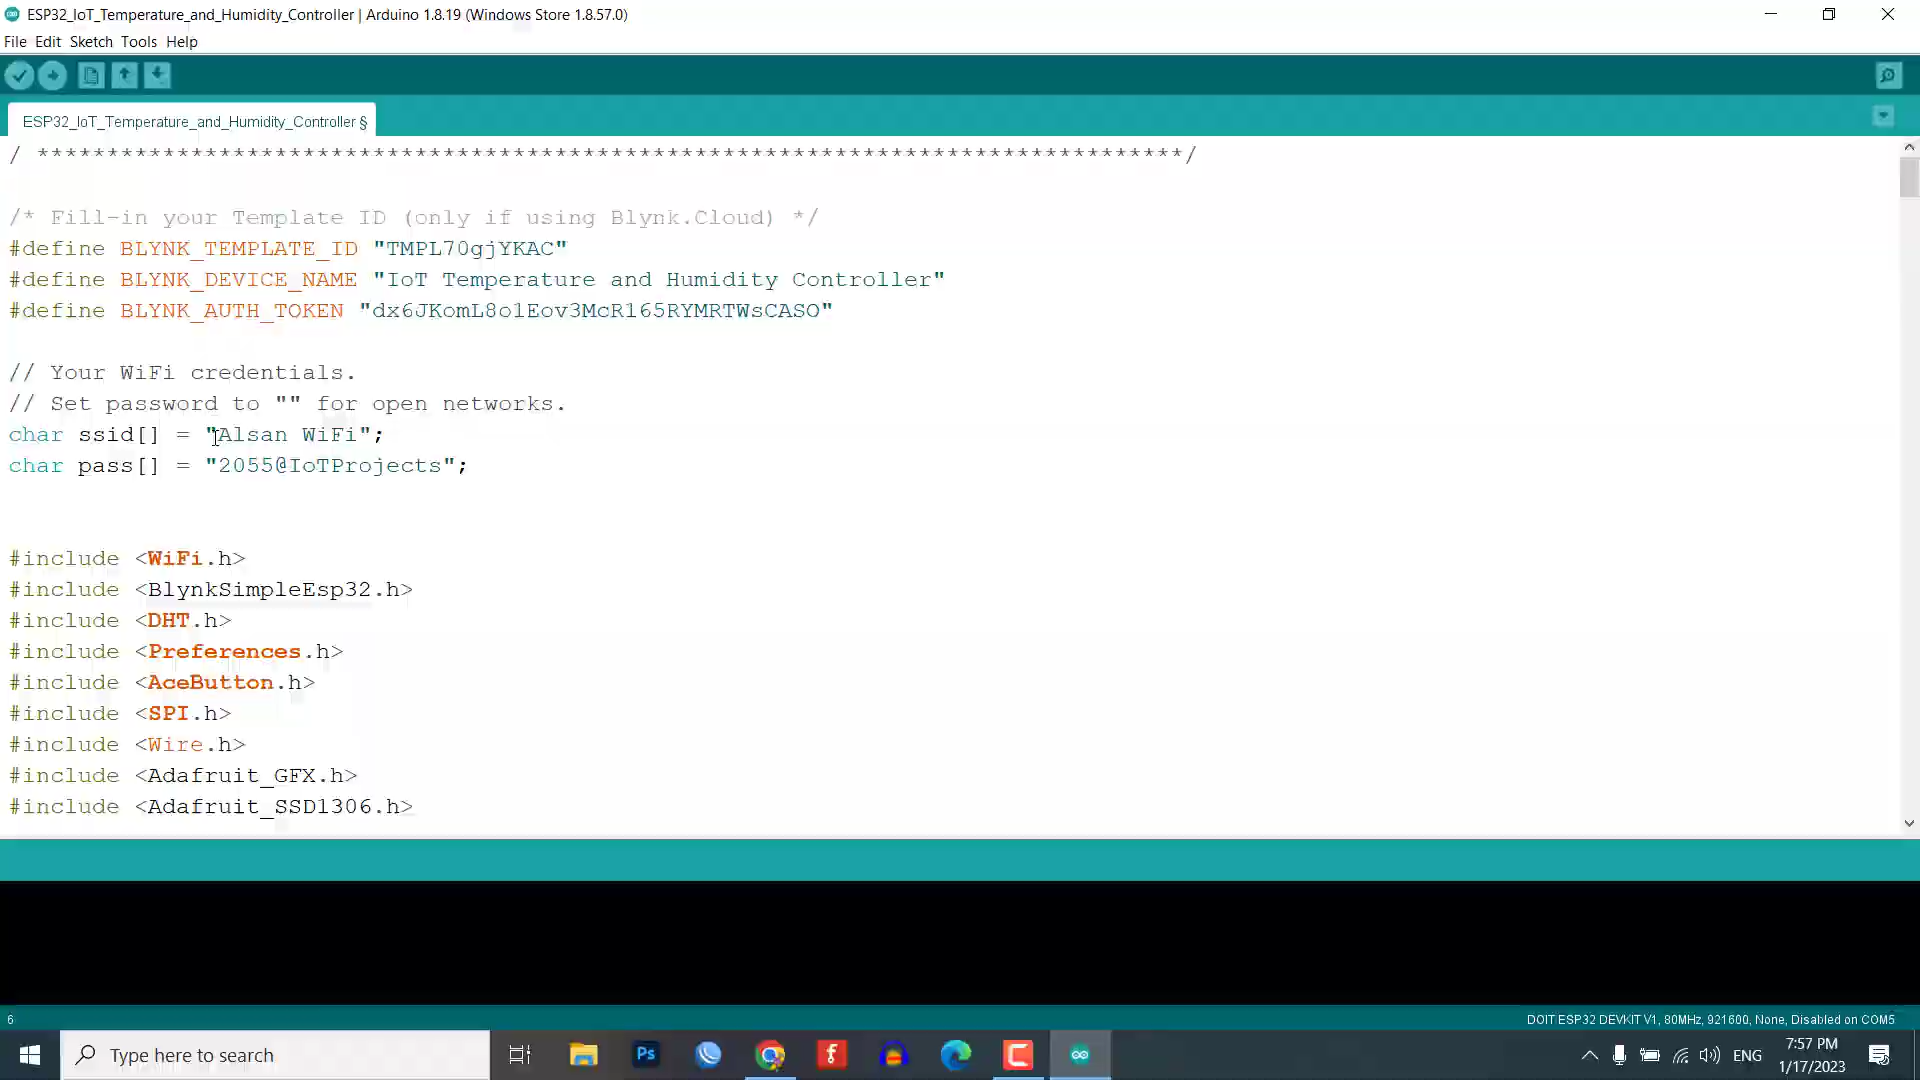 ESP32_IoT_Temperature_and_Humidity_Controller | Arduino 1.8.19 (Windows Store 1.8.57.0)
File Edit Sketch Tools Help
ESP32_IoT_Temperature_and_Humidity_Controller §
/ **********************************************************************************/
/* Fill-in your Template ID (only if using Blynk.Cloud) */
#define BLYNK_TEMPLATE_ID "TMPL70gjYKAC"
#define BLYNK_DEVICE_NAME "IoT Temperature and Humidity Controller"
#define BLYNK_AUTH_TOKEN "dx6JKomL8o1Eov3McR165RYMRTWsCASO"
// Your WiFi credentials.
// Set password to "" for open networks.
char ssid[] = "Alsan WiFi";
char pass[] = "2055@IoTProjects";
#include <WiFi.h>
#include <BlynkSimpleEsp32.h>
#include <DHT.h>
#include <Preferences.h>
#include <AceButton.h>
#include <SPI.h>
#include <Wire.h>
#include <Adafruit_GFX.h>
#include <Adafruit_SSD1306.h>
6 DOIT ESP32 DEVKIT V1, 80MHz, 921600, None, Disabled on COM5
Type here to search Ps ENG 7:57 PM
1/17/2023